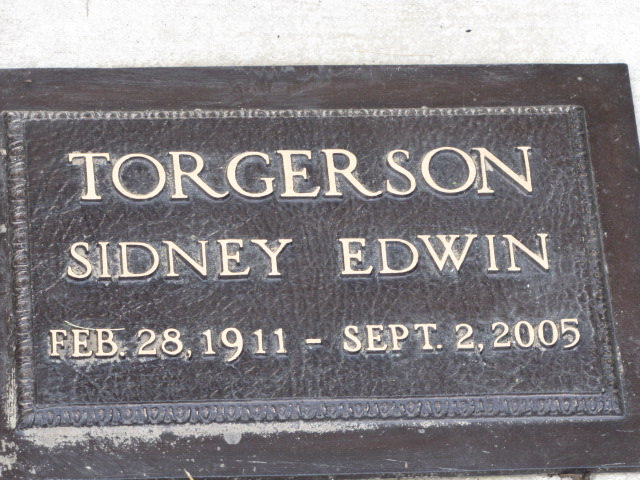 TORGERSON
SIDNEY EDWIN
FEB. 28, 1911 - SEPT. 2, 2005